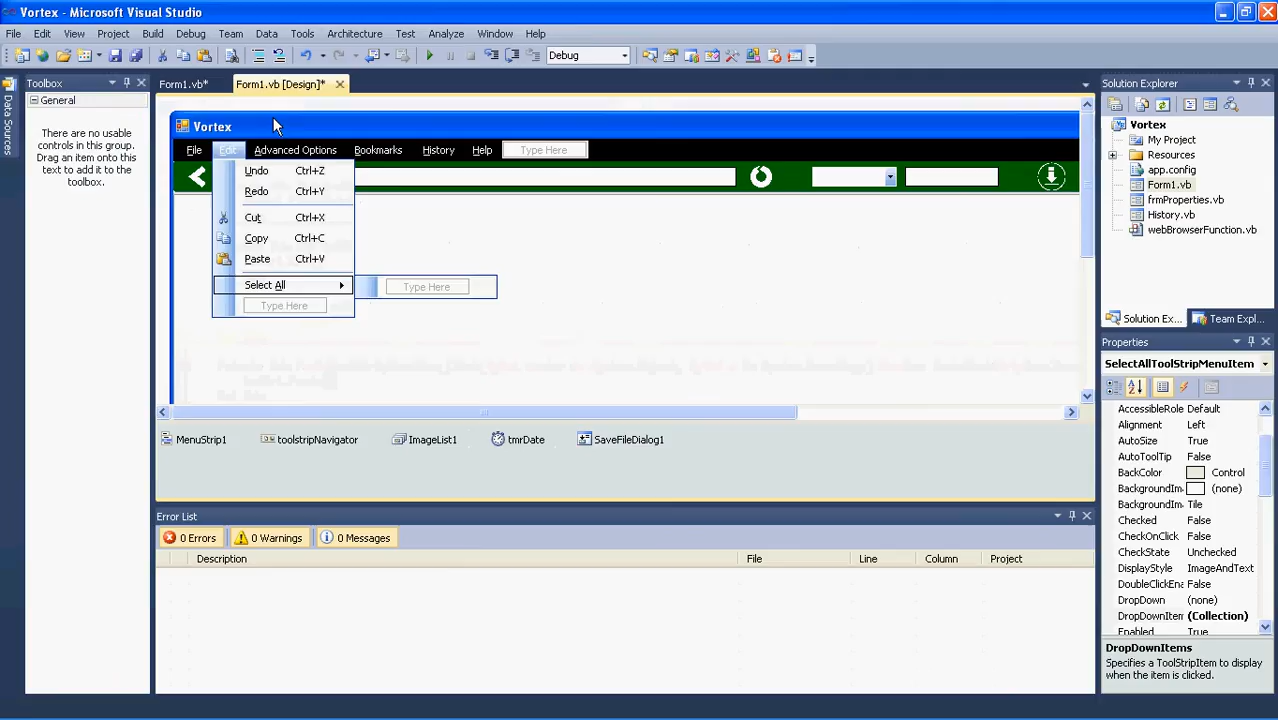 Vortex - Microsoft Visual Studio
File Edit View Project Build Debug Team Data Tools Architecture Test Analyze Window Help
Debug
Toolbox
Form1.vb*
Form1.vb [Design]*
Solution Explorer
Data Sources
General
There are no usable
controls in this group.
Drag an item onto this
text to add it to the
toolbox.
Vortex
File Edit Advanced Options Bookmarks History Help Type Here
Undo Ctrl+Z
Redo Ctrl+Y
Cut Ctrl+X
Copy Ctrl+C
Paste Ctrl+V
Select All
Type Here
Type Here
MenuStrip1
toolstripNavigator
ImageList1
tmrDate
SaveFileDialog1
Error List
0 Errors
0 Warnings
0 Messages
Description
File
Line
Column
Project
Vortex
My Project
Resources
app.config
Form1.vb
frmProperties.vb
History.vb
webBrowserFunction.vb
Solution Ex...
Team Expl...
Properties
SelectAllToolStripMenuItem
AccessibleRole Default
Alignment Left
AutoSize True
AutoToolTip False
BackColor Control
BackgroundIm (none)
BackgroundIm Tile
Checked False
CheckOnClick False
CheckState Unchecked
DisplayStyle ImageAndText
DoubleClickEna False
DropDown (none)
DropDownItem (Collection)
Enabled True
DropDownItems
Specifies a ToolStripItem to display
when the item is clicked.